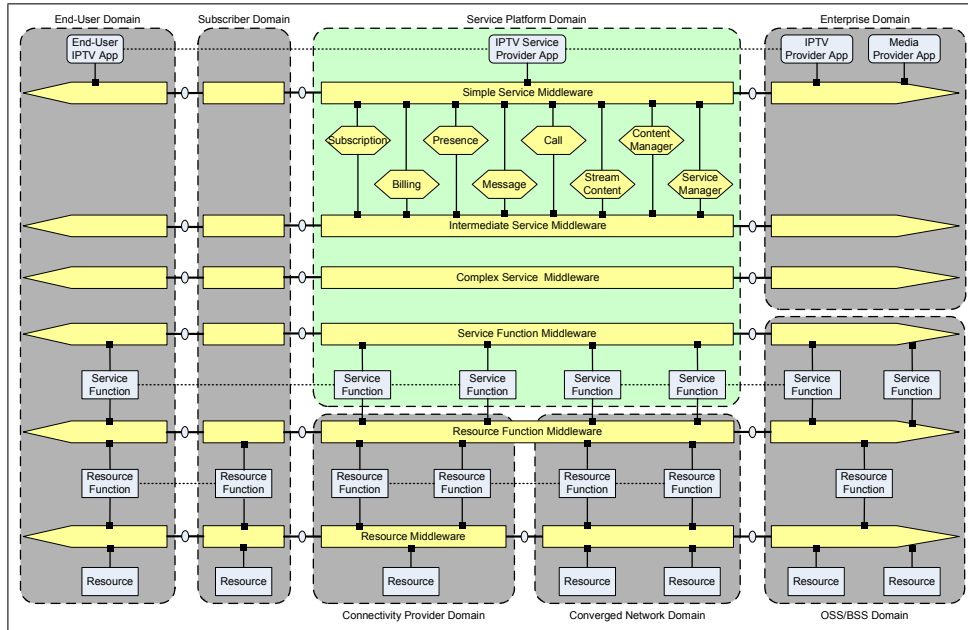 End-User Domain
Subscriber Domain
Service Platform Domain
Enterprise Domain
End-User
IPTV App
IPTV Service
Provider App
IPTV
Provider App
Media
Provider App
Simple Service Middleware
Subscription
Presence
Call
Content
Manager
Billing
Message
Stream
Content
Service
Manager
Intermediate Service Middleware
Complex Service Middleware
Service Function Middleware
Service
Function
Service
Function
Service
Function
Service
Function
Service
Function
Service
Function
Service
Function
Resource Function Middleware
Resource
Function
Resource
Function
Resource
Function
Resource
Function
Resource
Function
Resource
Function
Resource
Function
Resource Middleware
Resource
Resource
Resource
Resource
Resource
Resource
Resource
Connectivity Provider Domain
Converged Network Domain
OSS/BSS Domain